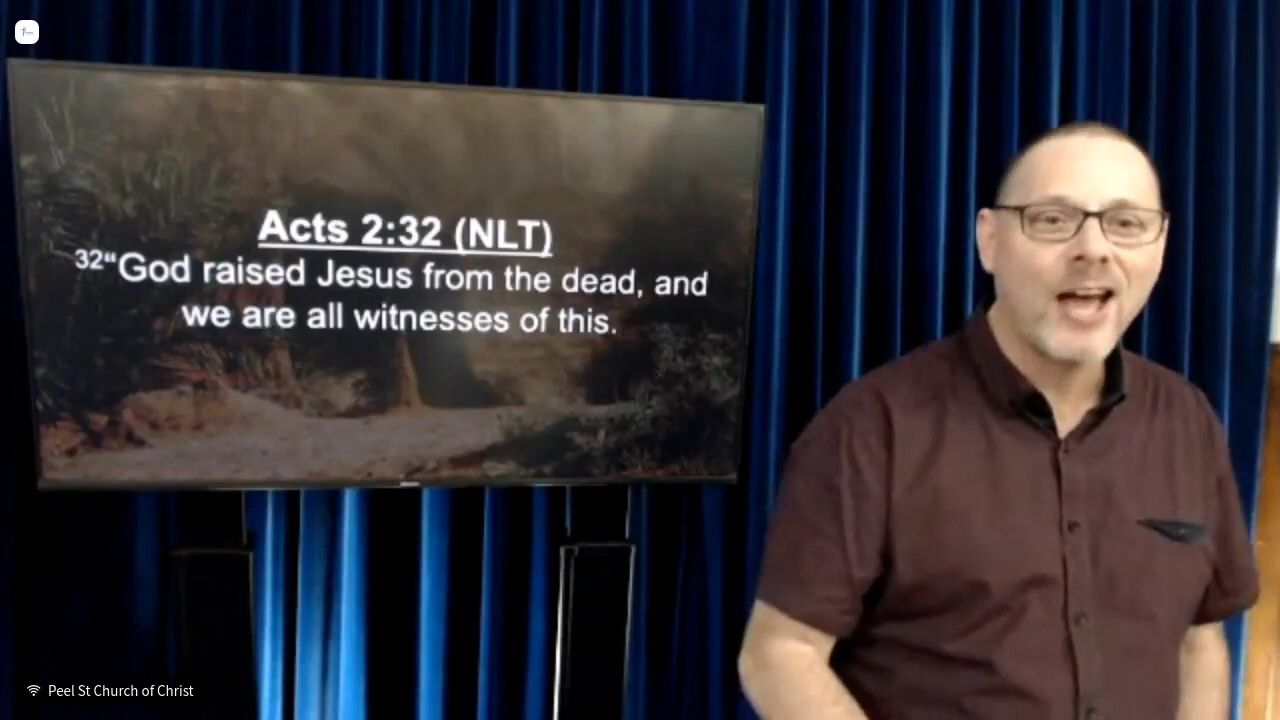 Acts 2:32 (NLT)
32“God raised Jesus from the dead, and
we are all witnesses of this.
Peel St Church of Christ